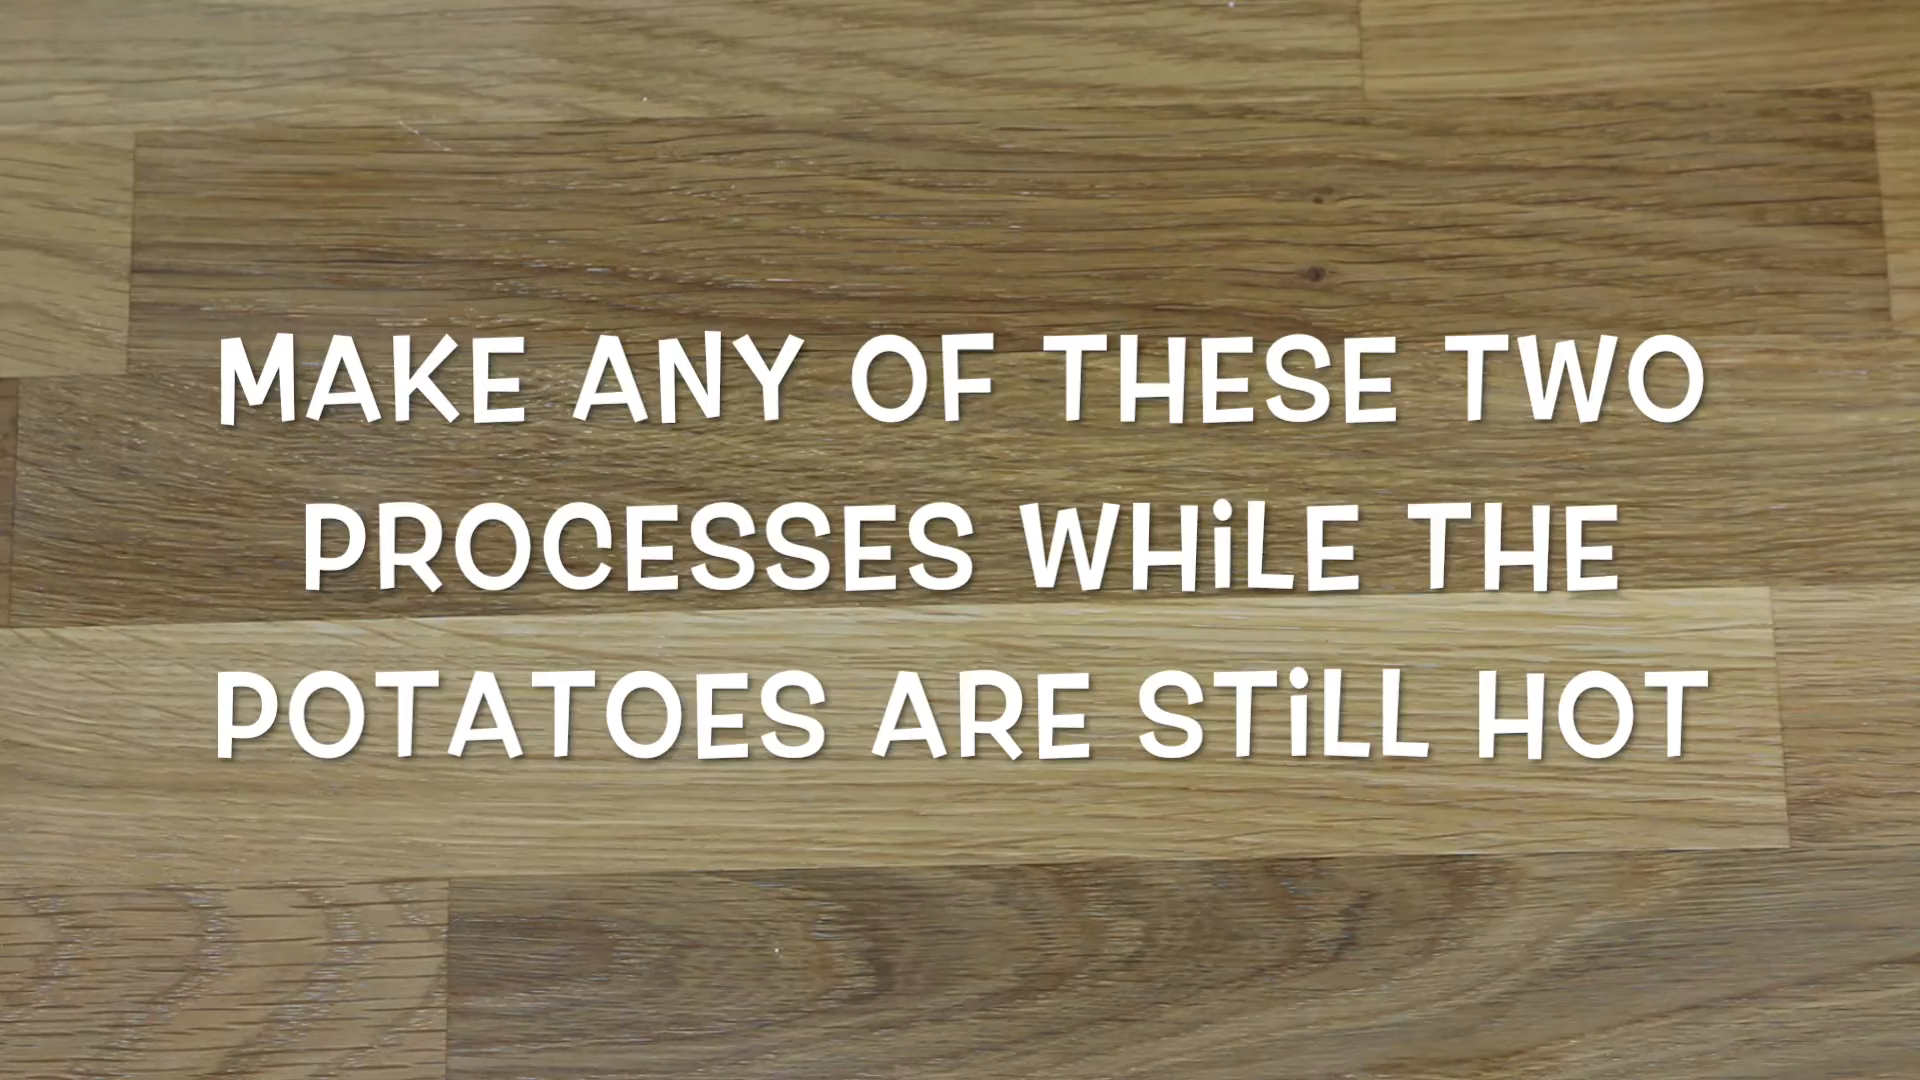 MAKE ANY OF THESE TWO
PROCESSES WHiLE THE
POTATOES ARE STiLL HOT